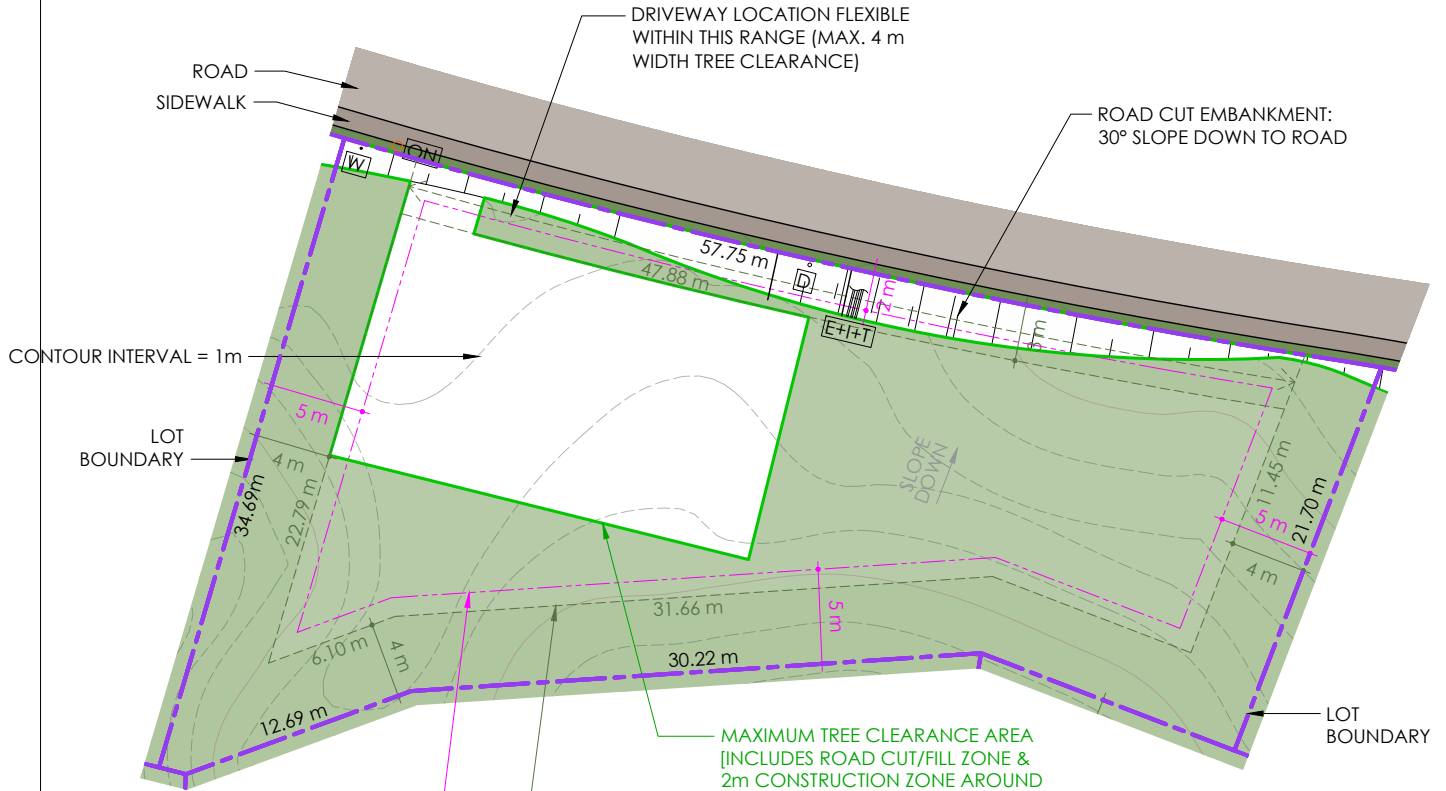 DRIVEWAY LOCATION FLEXIBLE
WITHIN THIS RANGE (MAX. 4 m
WIDTH TREE CLEARANCE)
ROAD
SIDEWALK
ROAD CUT EMBANKMENT:
30° SLOPE DOWN TO ROAD
W
ON
57.75 m
47.88 m
D
2 m
E+I+T
CONTOUR INTERVAL = 1m
5 m
LOT
BOUNDARY
4 m
22.79 m
34.69m
SLOPE
DOWN
11.45 m
21.70 m
5 m
4 m
31.66 m
5 m
6.10 m
4 m
30.22 m
12.69 m
LOT
BOUNDARY
MAXIMUM TREE CLEARANCE AREA
[INCLUDES ROAD CUT/FILL ZONE &
2m CONSTRUCTION ZONE AROUND